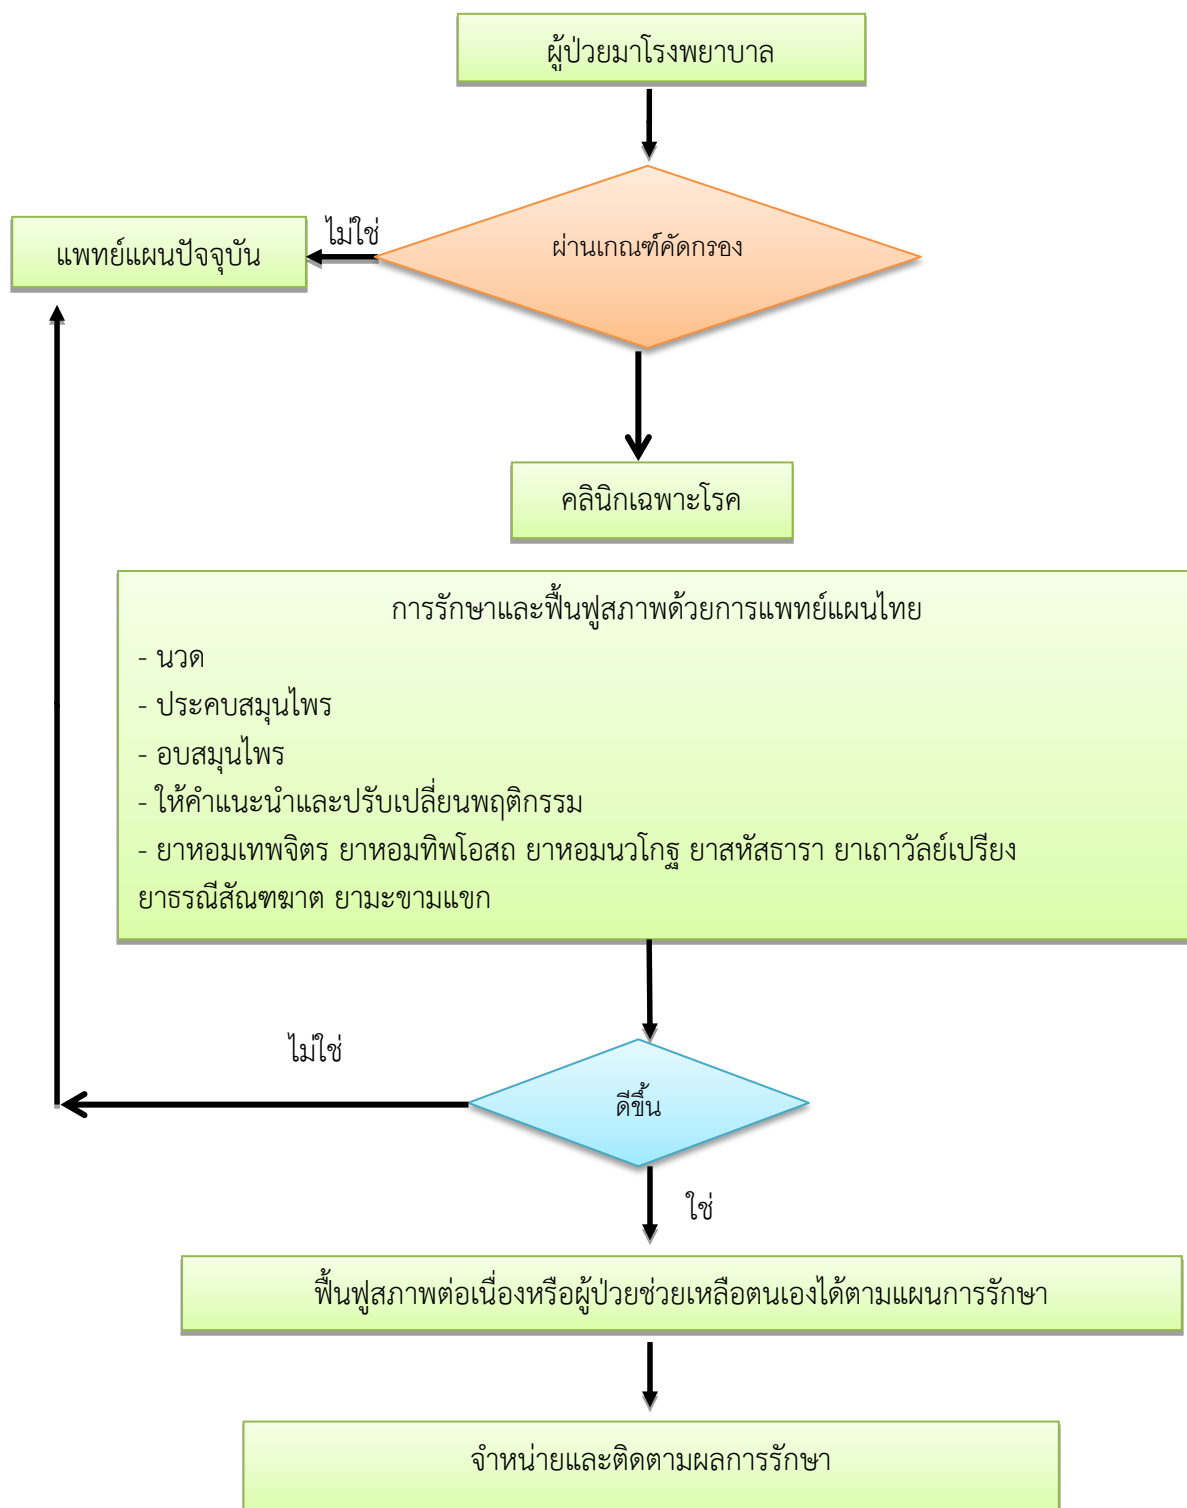 ผู้ป่วยมาโรงพยาบาล
ผ่านเกณฑ์คัดกรอง
ไม่ใช่
แพทย์แผนปัจจุบัน
คลินิกเฉพาะโรค
การรักษาและฟื้นฟูสภาพด้วยการแพทย์แผนไทย
- นวด
- ประคบสมุนไพร
- อบสมุนไพร
- ให้คำแนะนำและปรับเปลี่ยนพฤติกรรม
- ยาหอมเทพจิตร ยาหอมทิพโอสถ ยาหอมนวโกฐ ยาสหัสธารา ยาเถาวัลย์เปรียง
ยาธรณีสัณฑฆาต ยามะขามแขก
ไม่ใช่
ดีขึ้น
ใช่
ฟื้นฟูสภาพต่อเนื่องหรือผู้ป่วยช่วยเหลือตนเองได้ตามแผนการรักษา
จำหน่ายและติดตามผลการรักษา